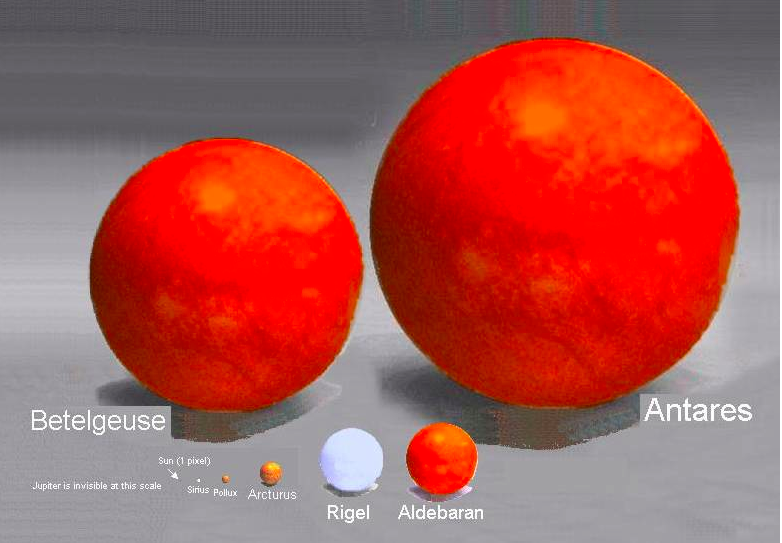 Betelgeuse
Antares
Sun (1 pixel)
Jupiter is invisible at this scale
Sirius
Pollux
Arcturus
Rigel
Aldebaran